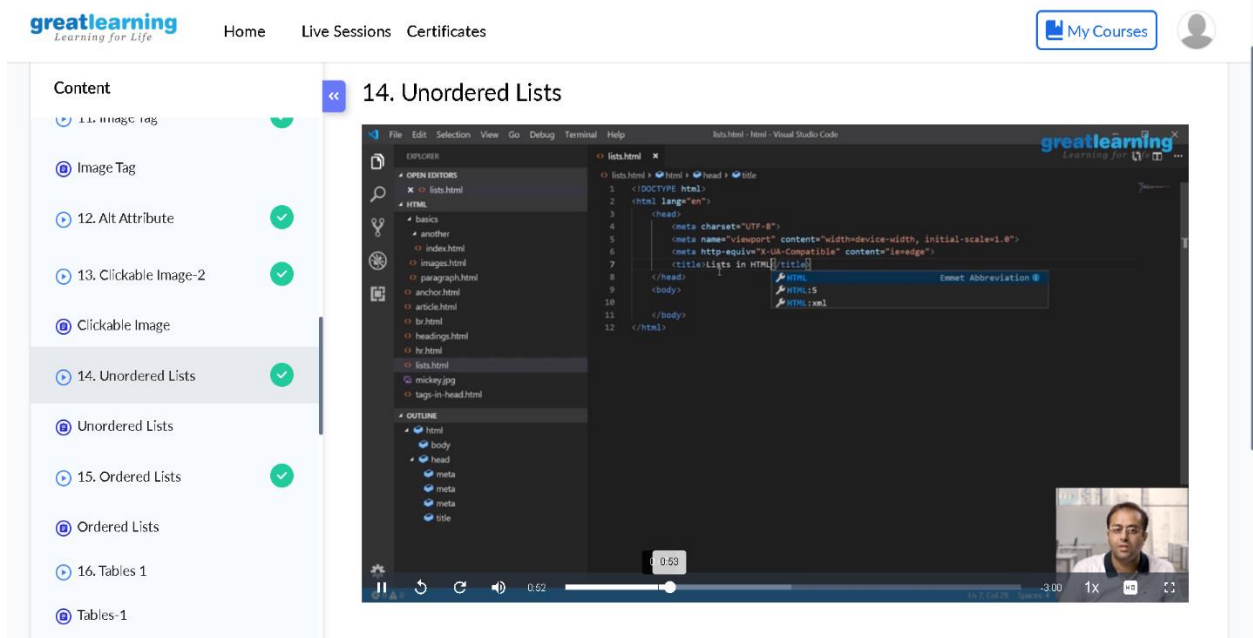 greatlearning
Learning for Life
Home Live Sessions Certificates
My Courses
Content
11. Image Tag
Image Tag
12. Alt Attribute
13. Clickable Image-2
Clickable Image
14. Unordered Lists
Unordered Lists
15. Ordered Lists
Ordered Lists
16. Tables 1
Tables-1
14. Unordered Lists
File Edit Selection View Go Debug Terminal Help
lists.html - html - Visual Studio Code
greatlearning
Learning for Life
EXPLORER
OPEN EDITORS
lists.html
HTML
basics
another
index.html
images.html
paragraph.html
anchor.html
article.html
br.html
headings.html
hr.html
lists.html
mickey.jpg
tags-in-head.html
OUTLINE
html
body
head
meta
meta
meta
title
lists.html
lists.html html head title
1 <!DOCTYPE html>
2 <html lang="en">
3 <head>
4 <meta charset="UTF-8">
5 <meta name="viewport" content="width=device-width, initial-scale=1.0">
6 <meta http-equiv="X-UA-Compatible" content="ie=edge">
7 <title>Lists in HTML</title>
8 </head>
9 <body>
10
11 </body>
12 </html>
HTML Emmet Abbreviation
HTML:5
HTML:xml
0:53
0:52
-3:00
1x
HD
Ln 7, Col 29